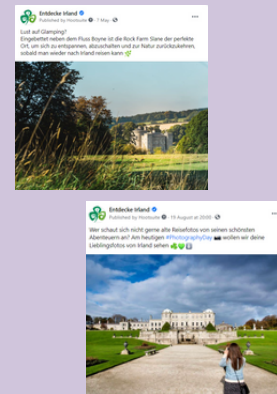 Entdecke Irland
Published by Hootsuite · 7 May ·
Lust auf Glamping?
Eingebettet neben dem Fluss Boyne ist die Rock Farm Slane der perfekte
Ort, um sich zu entspannen, abzuschalten und zur Natur zurückzukehren,
sobald man wieder nach Irland reisen kann 🌿
Entdecke Irland
Published by Hootsuite · 19 August at 20:00 ·
Wer schaut sich nicht gerne alte Reisefotos von seinen schönsten
Abenteuern an? Am heutigen #PhotographyDay 📷 wollen wir deine
Lieblingsfotos von Irland sehen ☘️💚